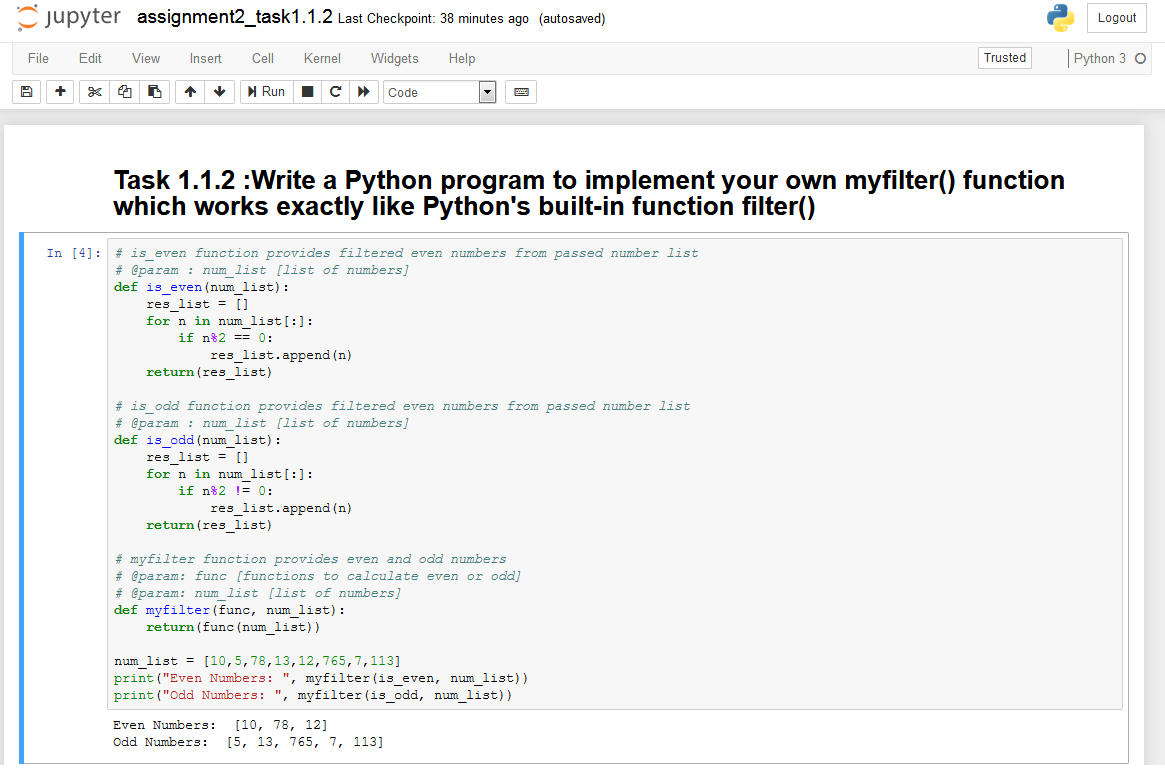 jupyter assignment2_task1.1.2 Last Checkpoint: 38 minutes ago (autosaved)
Logout
File Edit View Insert Cell Kernel Widgets Help
Trusted
Python 3
Run
Code
Task 1.1.2 :Write a Python program to implement your own myfilter() function
which works exactly like Python's built-in function filter()
In [4]:
# is_even function provides filtered even numbers from passed number list
# @param : num_list [list of numbers]
def is_even(num_list):
    res_list = []
    for n in num_list[:]:
        if n%2 == 0:
            res_list.append(n)
    return(res_list)
# is_odd function provides filtered even numbers from passed number list
# @param : num_list [list of numbers]
def is_odd(num_list):
    res_list = []
    for n in num_list[:]:
        if n%2 != 0:
            res_list.append(n)
    return(res_list)
# myfilter function provides even and odd numbers
# @param: func [functions to calculate even or odd]
# @param: num_list [list of numbers]
def myfilter(func, num_list):
    return(func(num_list))
num_list = [10,5,78,13,12,765,7,113]
print("Even Numbers: ", myfilter(is_even, num_list))
print("Odd Numbers: ", myfilter(is_odd, num_list))
Even Numbers:  [10, 78, 12]
Odd Numbers:  [5, 13, 765, 7, 113]